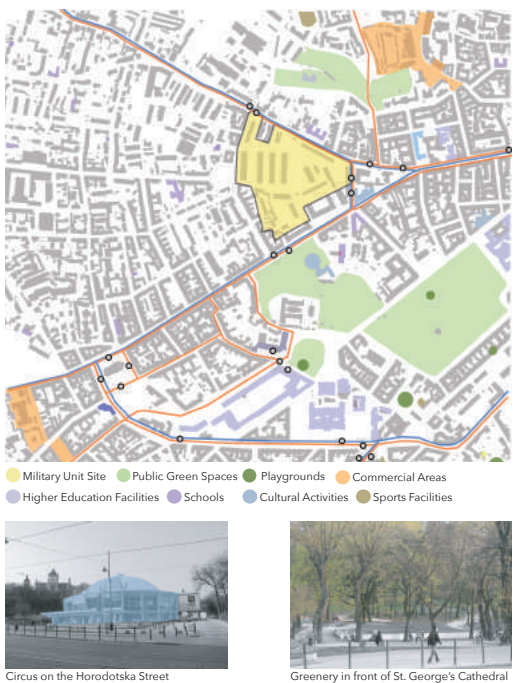 Military Unit Site Public Green Spaces Playgrounds Commercial Areas
Higher Education Facilities Schools Cultural Activities Sports Facilities
Circus on the Horodotska Street
Greenery in front of St. George's Cathedral